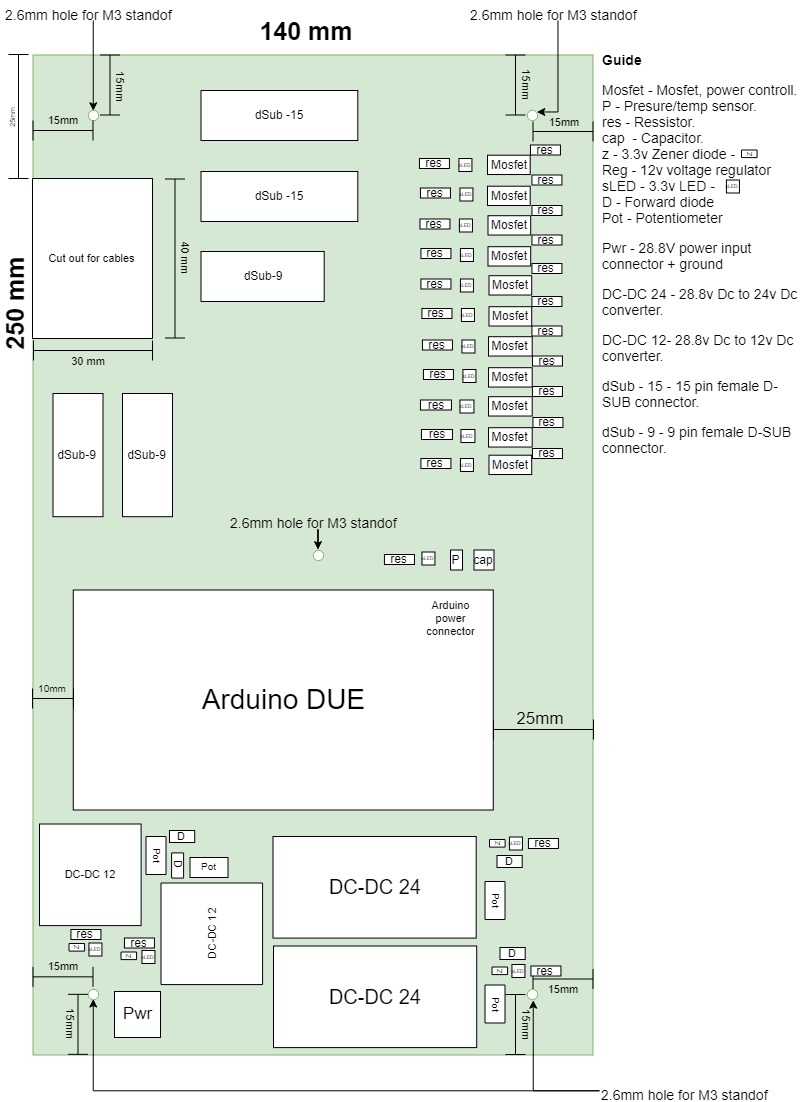 2.6mm hole for M3 standof
140 mm
2.6mm hole for M3 standof
15mm
15mm
25mm
15mm
15mm
dSub -15
dSub -15
dSub-9
Cut out for cables
40 mm
30 mm
250 mm
res
res sLED Mosfet
res
res sLED Mosfet
res
res sLED Mosfet
res
res sLED Mosfet
res
res sLED Mosfet
res
res sLED Mosfet
res
res sLED Mosfet
res
res sLED Mosfet
res
res sLED Mosfet
res
res sLED Mosfet
res
res sLED Mosfet
dSub-9
dSub-9
2.6mm hole for M3 standof
res sLED P cap
Arduino
power
connector
Arduino DUE
10mm
25mm
DC-DC 12
Pot
D
D
Pot
DC-DC 12
res
Z sLED
res
Z sLED
DC-DC 24
Z sLED res
D
Pot
DC-DC 24
D
Z sLED res
Pot
15mm
15mm
Pwr
15mm
15mm
2.6mm hole for M3 standof
Guide
Mosfet - Mosfet, power controll.
P - Presure/temp sensor.
res - Ressistor.
cap - Capacitor.
z - 3.3v Zener diode - Z
Reg - 12v voltage regulator
sLED - 3.3v LED - sLED
D - Forward diode
Pot - Potentiometer
Pwr - 28.8V power input
connector + ground
DC-DC 24 - 28.8v Dc to 24v Dc
converter.
DC-DC 12- 28.8v Dc to 12v Dc
converter.
dSub - 15 - 15 pin female D-
SUB connector.
dSub - 9 - 9 pin female D-SUB
connector.